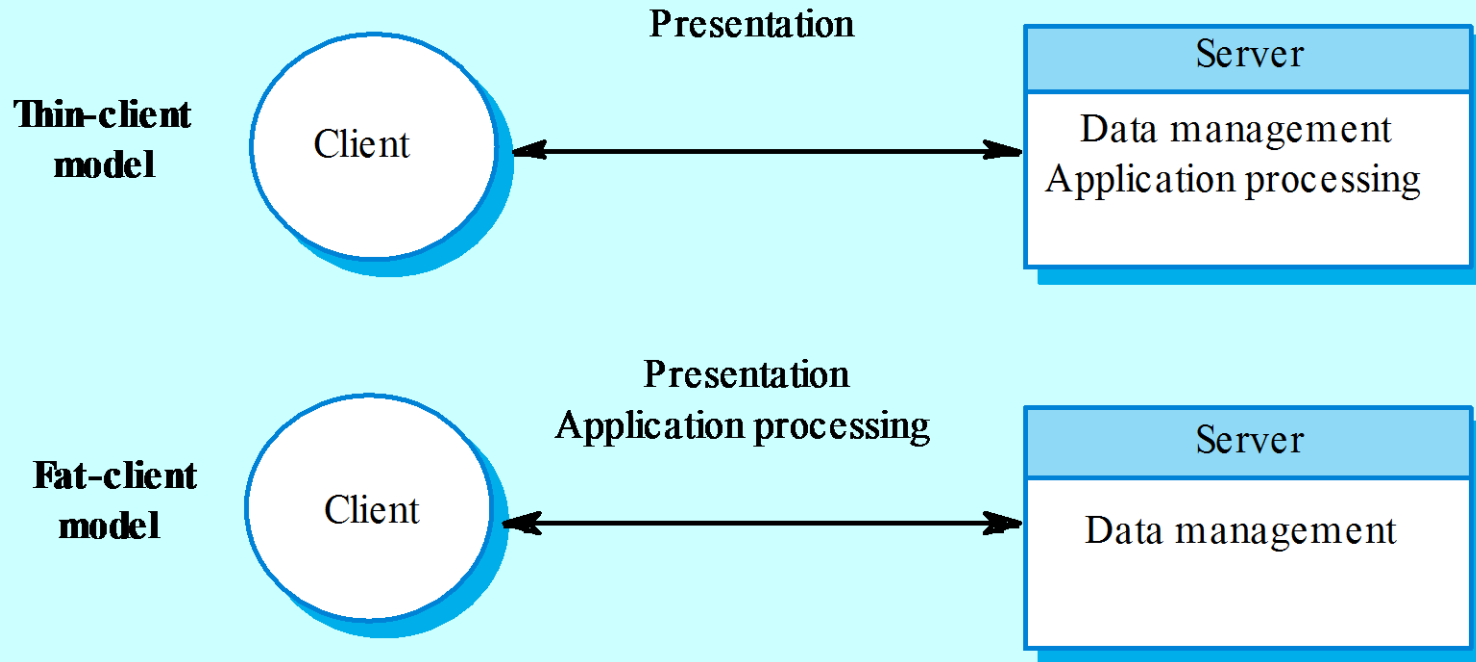 Presentation
Thin-client
model
Client
Server
Data management
Application processing
Presentation
Application processing
Fat-client
model
Client
Server
Data management